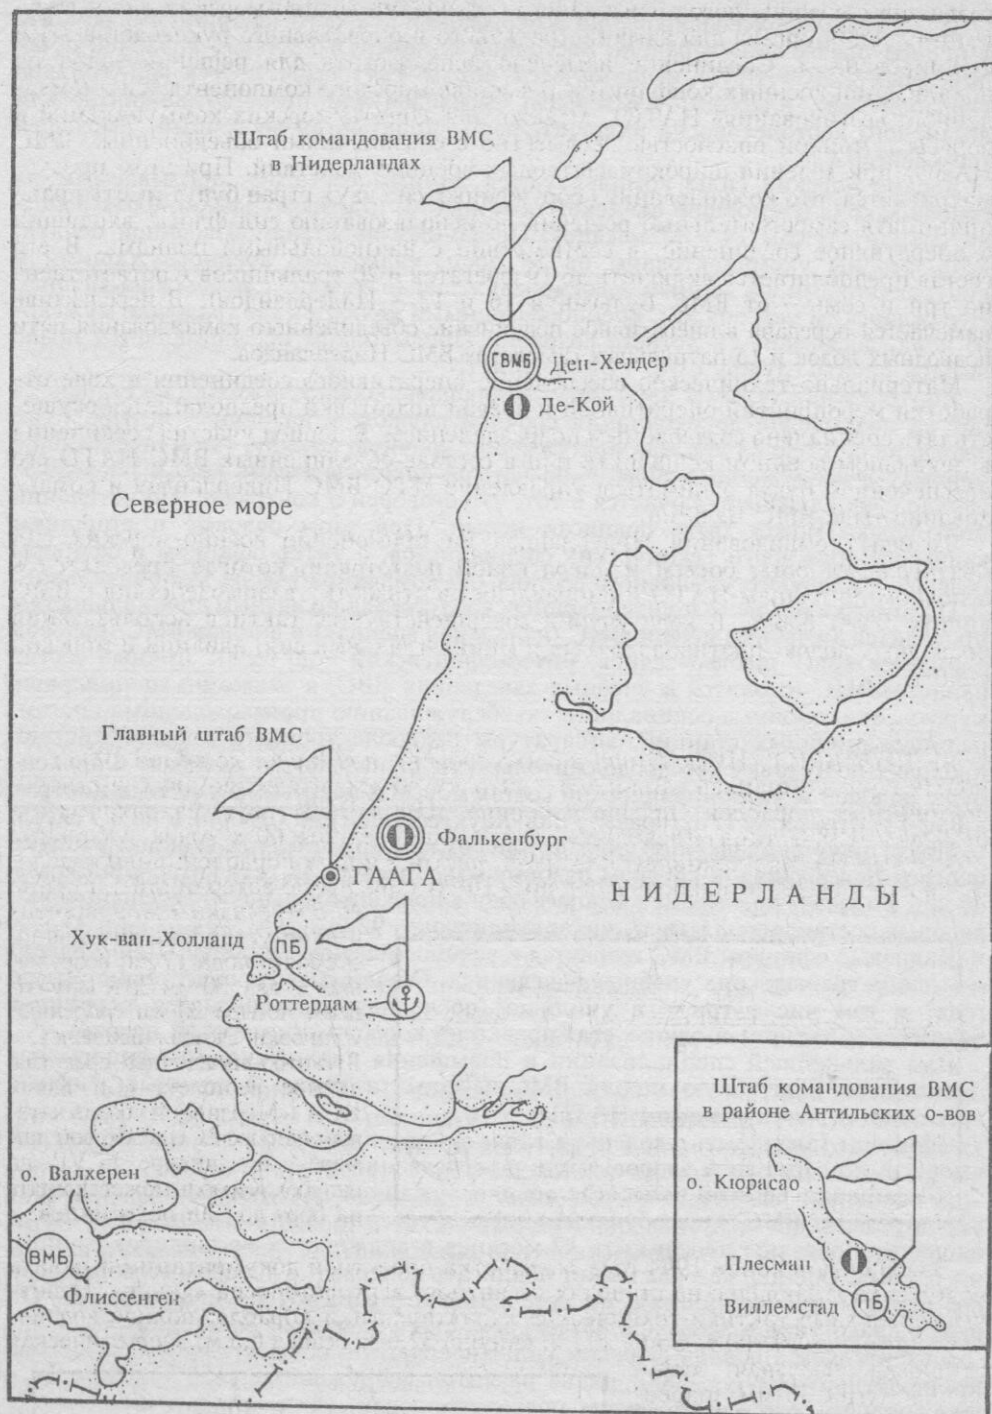 Штаб командования ВМС
в Нидерландах
ГВМБ
Ден-Хелдер
Де-Кой
Северное море
Главный штаб ВМС
Фалькенбург
ГААГА
НИДЕРЛАНДЫ
Хук-ван-Холланд
ПБ
Роттердам
Штаб командования ВМС
в районе Антильских о-вов
о. Валхерен
о. Кюрасао
ВМБ
Плесман
Флиссенген
Виллемстад
ПБ